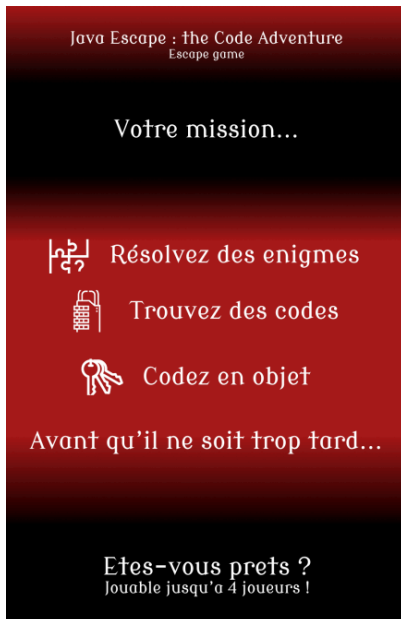 Java Escape : the Code Adventure
Escape game
Votre mission...
Résolvez des enigmes
Trouvez des codes
Codez en objet
Avant qu'il ne soit trop tard...
Etes-vous prets ?
Jouable jusqu'a 4 joueurs !